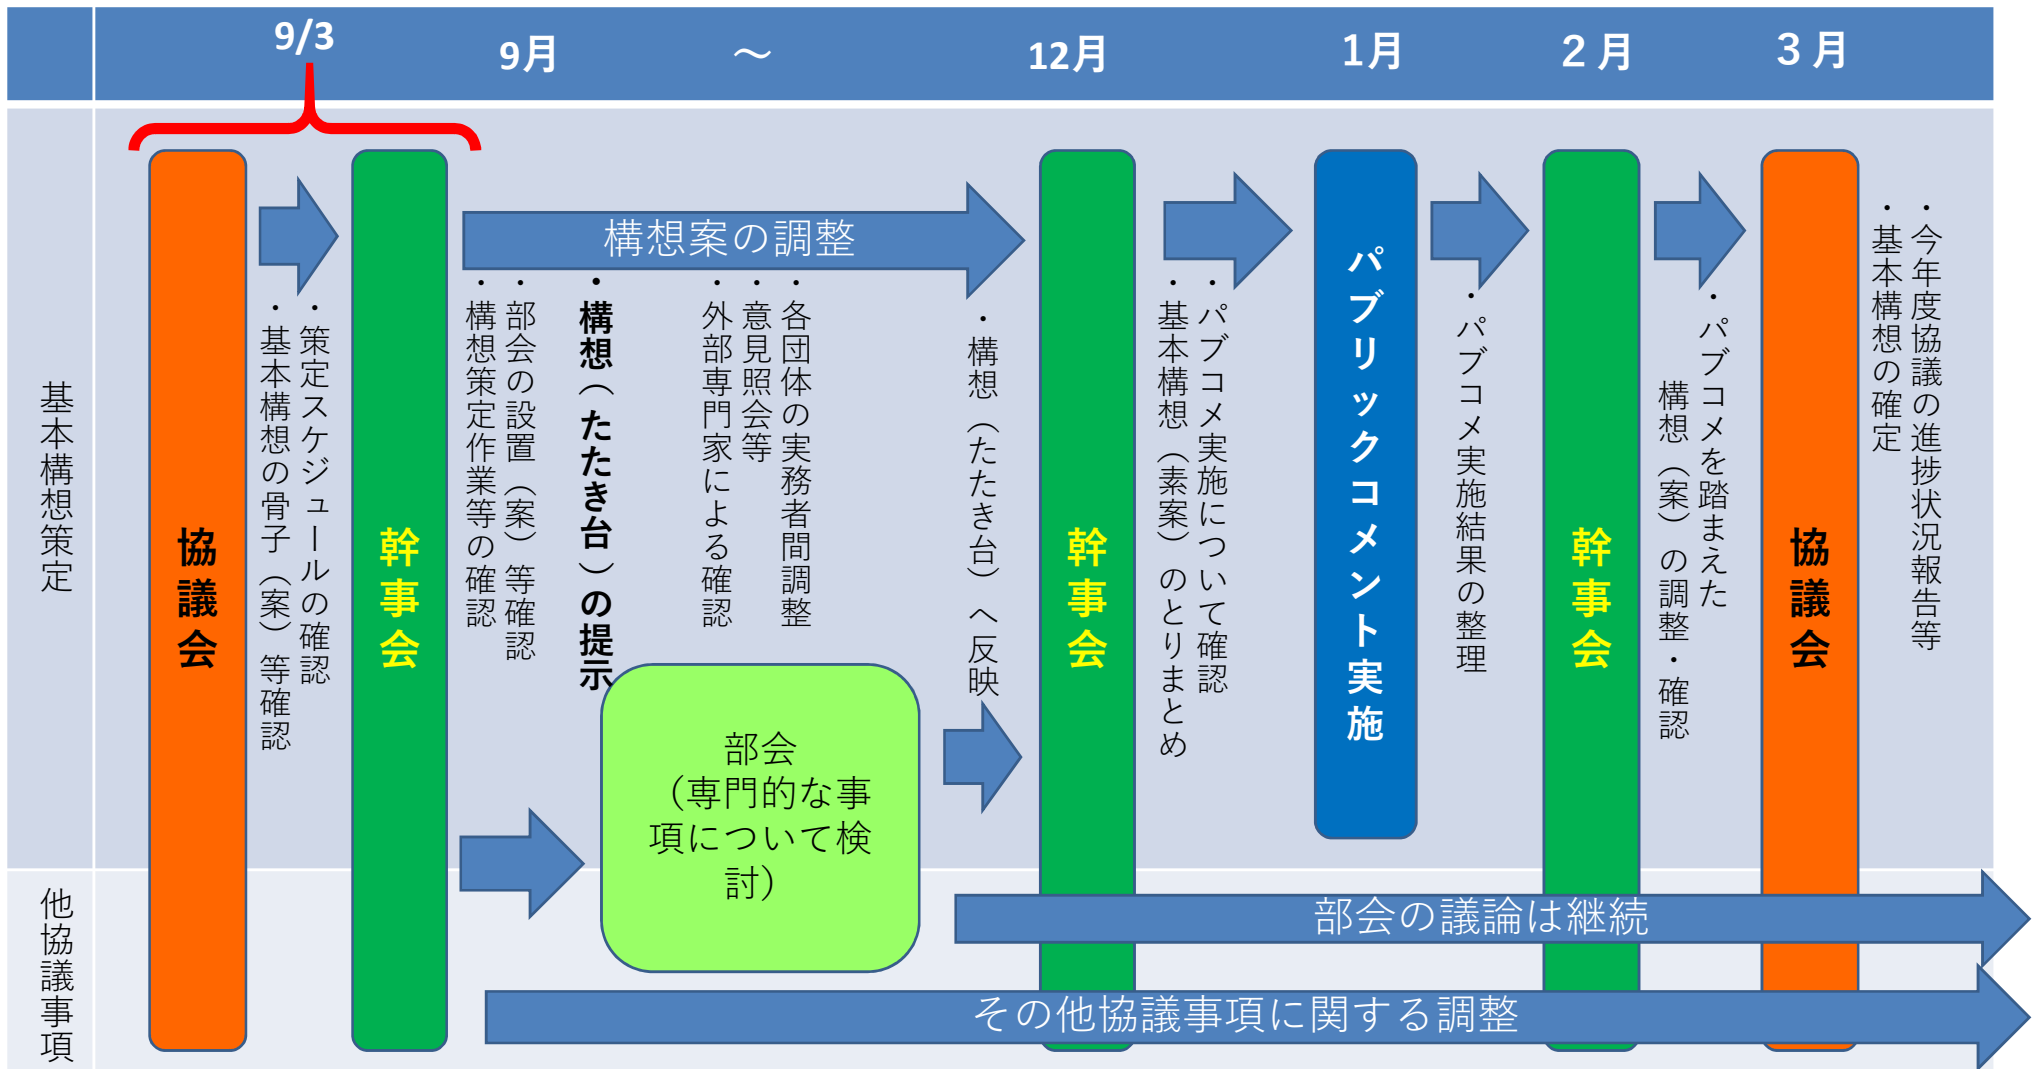 9/3
9月
～
12月
1月
２月
３月
基本構想策定
協議会
・策定スケジュールの確認
・基本構想の骨子（案）等確認
幹事会
構想案の調整
・部会の設置（案）等確認
・構想策定作業等の確認
・構想（たたき台）の提示
・各団体の実務者間調整
・意見照会等
・外部専門家による確認
部会
（専門的な事
項について検
討）
・構想（たたき台）へ反映
幹事会
・パブコメ実施について確認
・基本構想（素案）のとりまとめ
パブリックコメント実施
・パブコメ実施結果の整理
幹事会
・パブコメを踏まえた
構想（案）の調整・確認
協議会
・今年度協議の進捗状況報告等
・基本構想の確定
他協議事項
部会の議論は継続
その他協議事項に関する調整